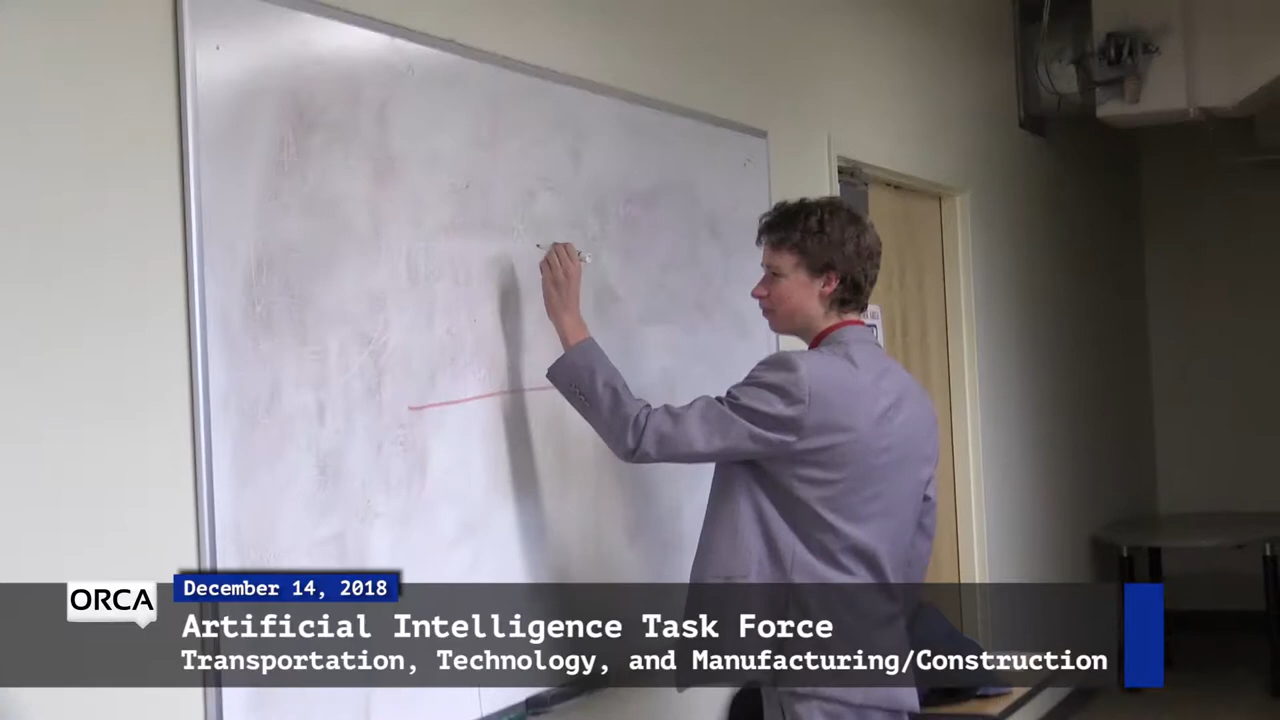 December 14, 2018
ORCA
Artificial Intelligence Task Force
Transportation, Technology, and Manufacturing/Construction